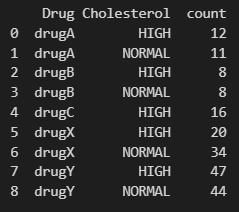 Drug Cholesterol count
0 drugA HIGH 12
1 drugA NORMAL 11
2 drugB HIGH 8
3 drugB NORMAL 8
4 drugC HIGH 16
5 drugX HIGH 20
6 drugX NORMAL 34
7 drugY HIGH 47
8 drugY NORMAL 44